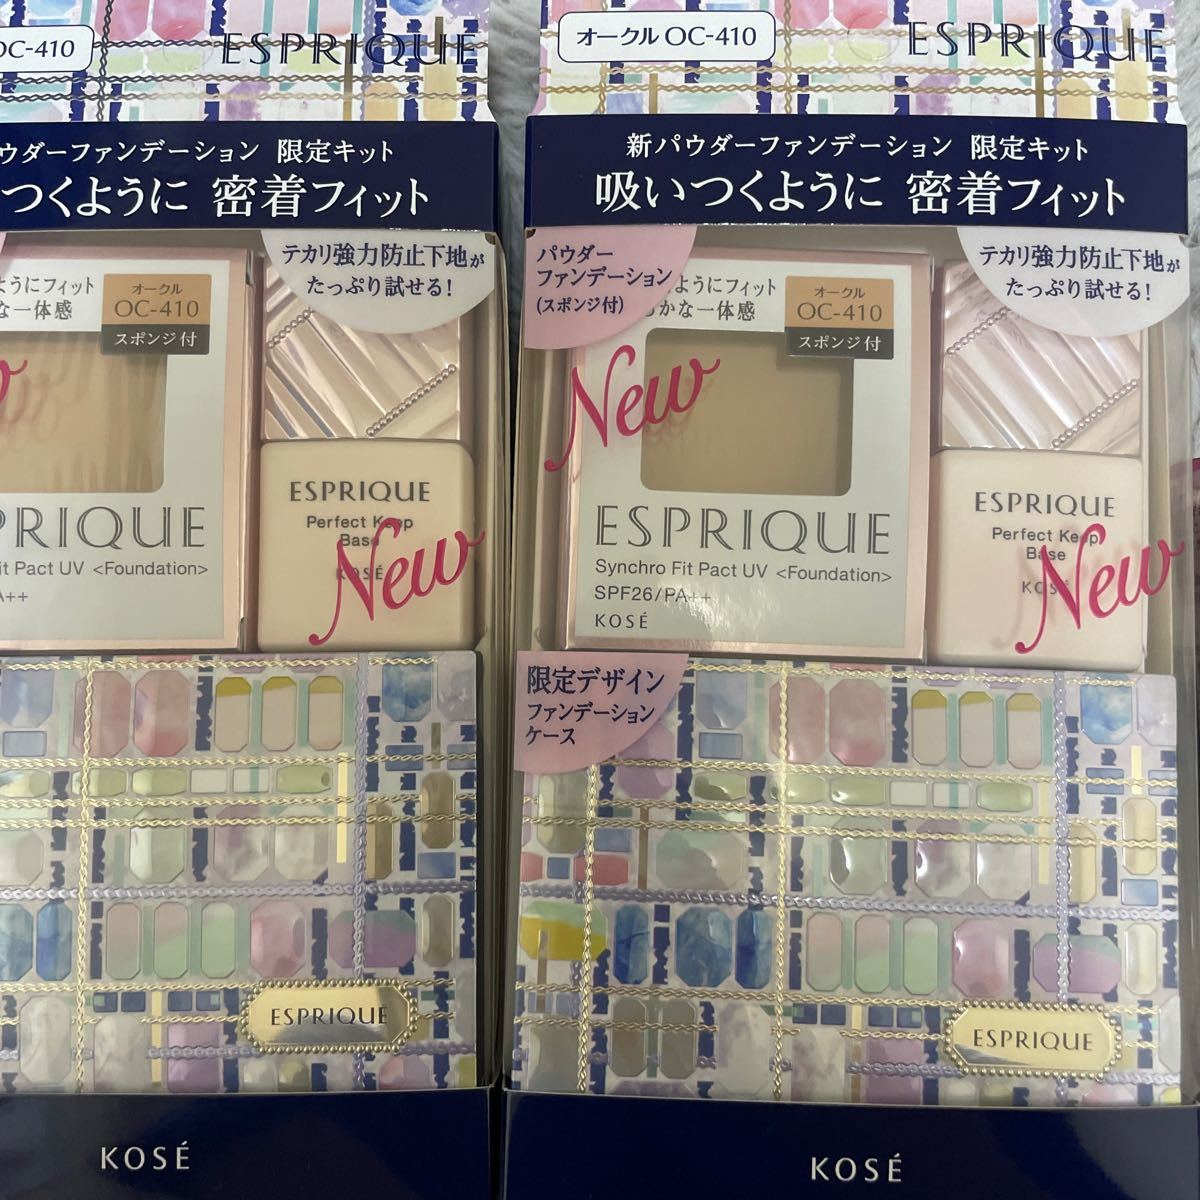 OC-410
ESPRIQUE
ウダーファンデーション 限定キット
つくように 密着フィット
テカリ強力防止下地が
たっぷり試せる!
ようにフィット
な一体感
オークル
OC-410
スポンジ付
ESPRIQUE
Perfect Keep
Base
KOSÉ
New
PRIQUE
it Pact UV <Foundation>
A++
ESPRIQUE
KOSÉ
オークル OC-410
ESPRIQUE
新パウダーファンデーション 限定キット
吸いつくように 密着フィット
パウダー
ファンデーション
(スポンジ付)
テカリ強力防止下地が
たっぷり試せる!
ようにフィット
かな一体感
オークル
OC-410
スポンジ付
New
ESPRIQUE
Synchro Fit Pact UV <Foundation>
SPF26/PA++
KOSÉ
ESPRIQUE
Perfect Keep
Base
KOSÉ
New
限定デザイン
ファンデーション
ケース
ESPRIQUE
KOSÉ